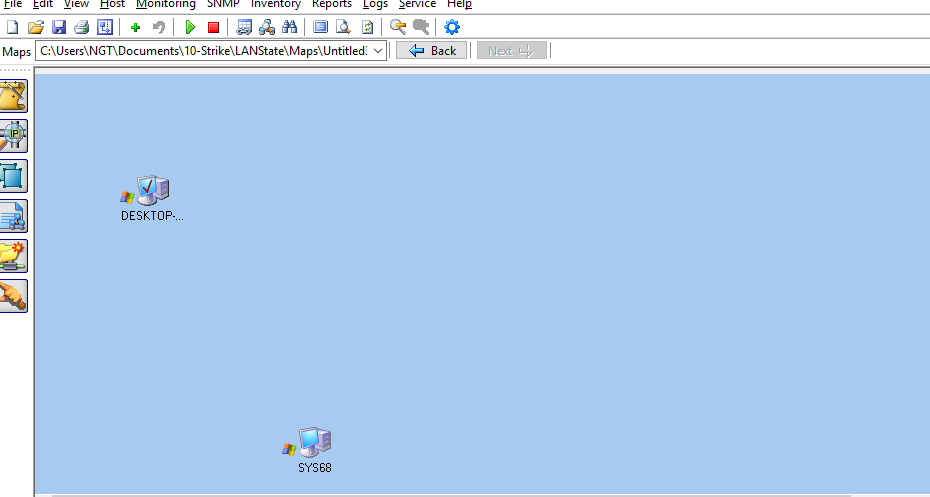 File Edit View Host Monitoring SNMP Inventory Reports Logs Service Help
Maps C:\Users\NGT\Documents\10-Strike\LANState\Maps\Untitled: Back Next
IP
DESKTOP-...
SYS68